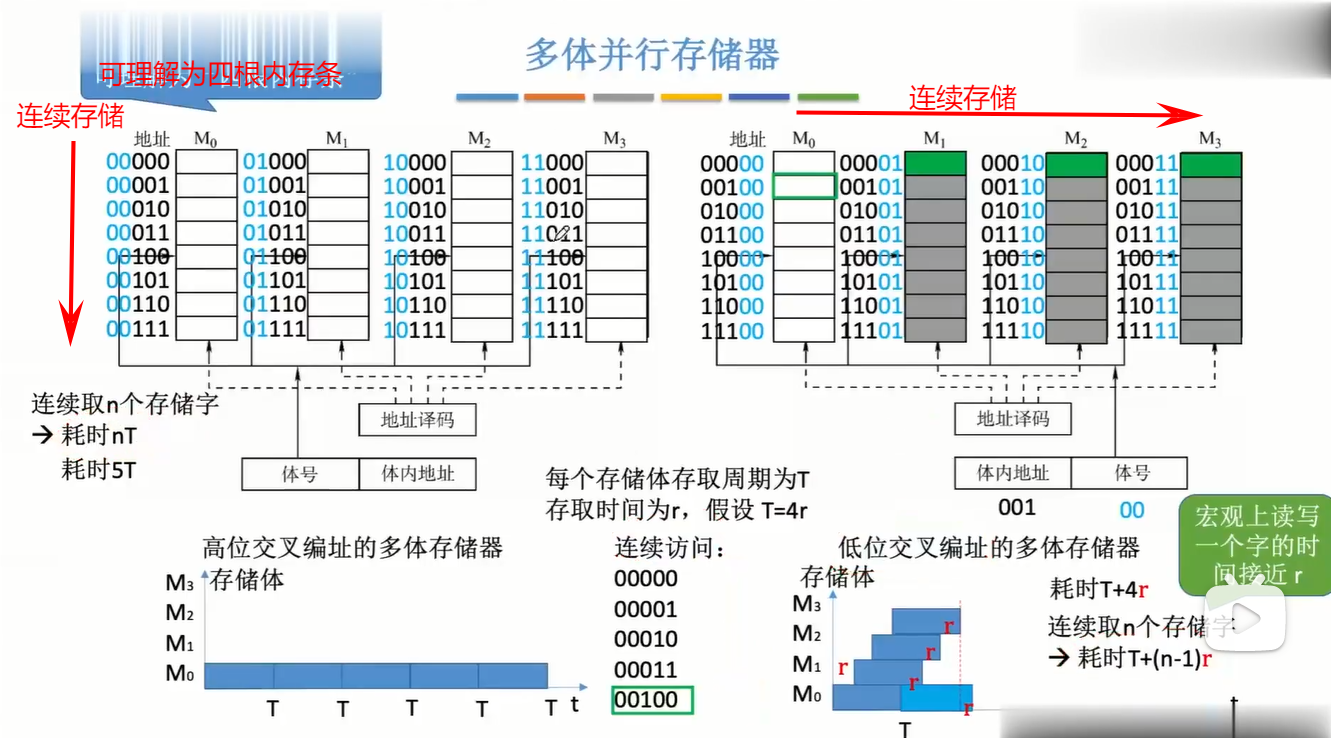 多体并行存储器
可理解为四根内存条
连续存储
连续存储
地址 M0 M1 M2 M3
00000 01000 10000 11000
00001 01001 10001 11001
00010 01010 10010 11010
00011 01011 10011 11011
00100 01100 10100 11100
00101 01101 10101 11101
00110 01110 10110 11110
00111 01111 10111 11111
地址译码
体号 体内地址
连续取n个存储字
→ 耗时nT
耗时5T
地址 M0 M1 M2 M3
00000 00001 00010 00011
00100 00101 00110 00111
01000 01001 01010 01011
01100 01101 01110 01111
10000 10001 10010 10011
10100 10101 10110 10111
11000 11001 11010 11011
11100 11101 11110 11111
地址译码
体内地址 体号
001 00
每个存储体存取周期为T
存取时间为r，假设 T=4r
宏观上读写
一个字的时
间接近 r
高位交叉编址的多体存储器
存储体
M3
M2
M1
M0
T T T T T t
连续访问：
00000
00001
00010
00011
00100
低位交叉编址的多体存储器
存储体
M3 r
M2 r
M1 r r
M0 r
T
t
耗时T+4r
连续取n个存储字
→ 耗时T+(n-1)r